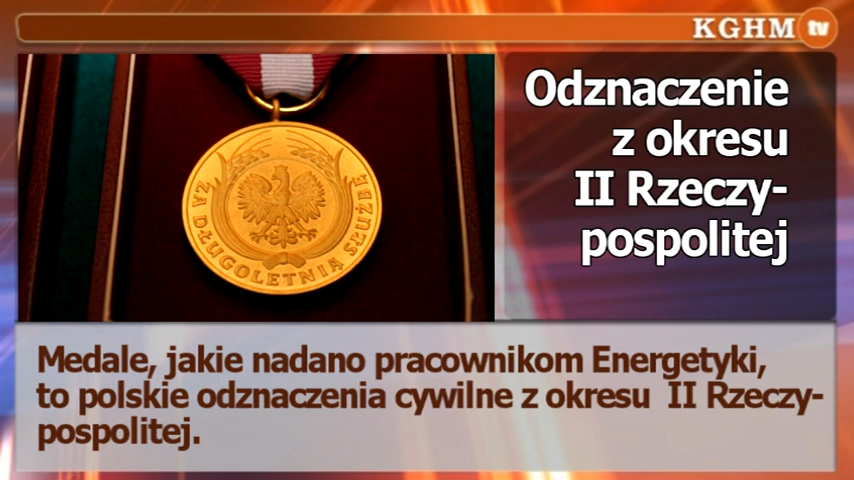 KGHM tv
Odznaczenie
z okresu
II Rzeczy-
pospolitej
ZA DŁUGOLETNIĄ SŁUŻBĘ
Medale, jakie nadano pracownikom Energetyki,
to polskie odznaczenia cywilne z okresu  II Rzeczy-
pospolitej.